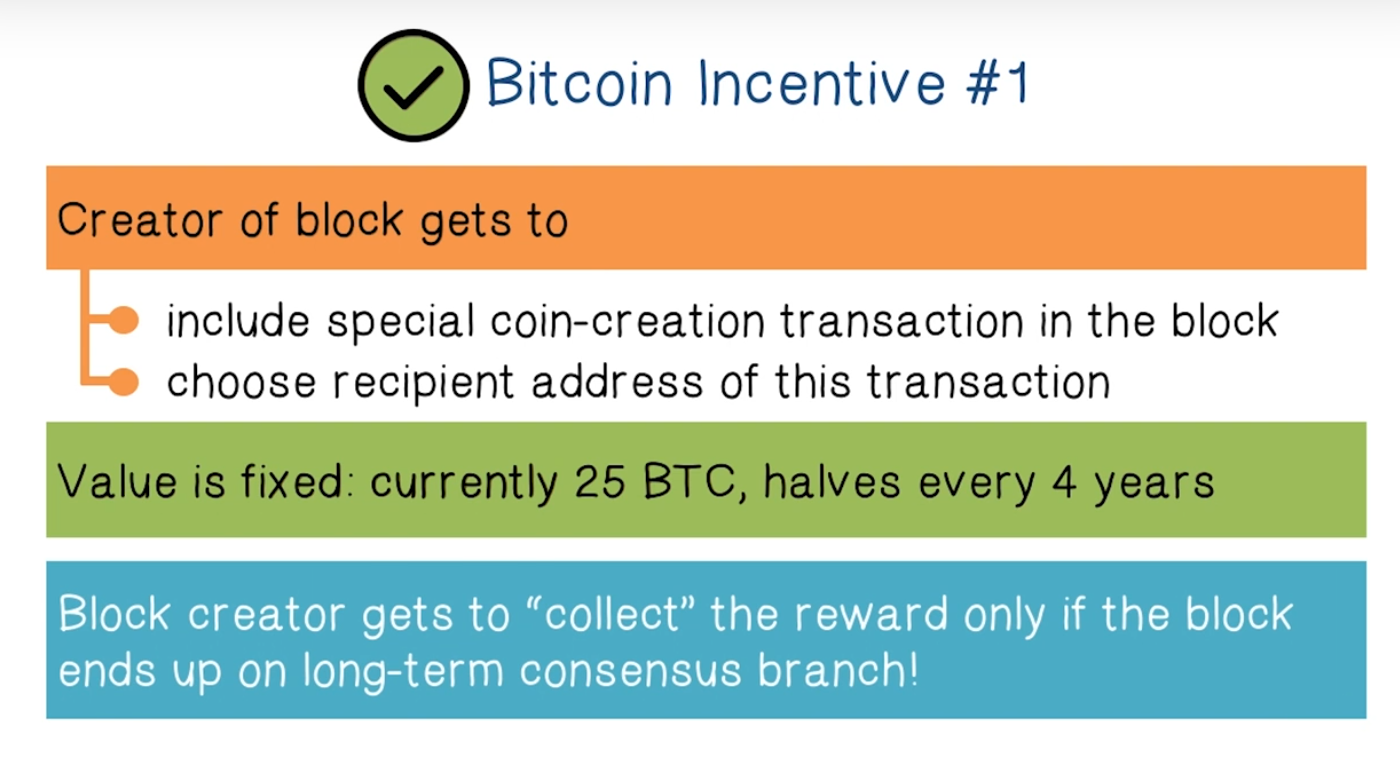 Bitcoin Incentive #1
Creator of block gets to
include special coin-creation transaction in the block
choose recipient address of this transaction
Value is fixed: currently 25 BTC, halves every 4 years
Block creator gets to “collect” the reward only if the block
ends up on long-term consensus branch!